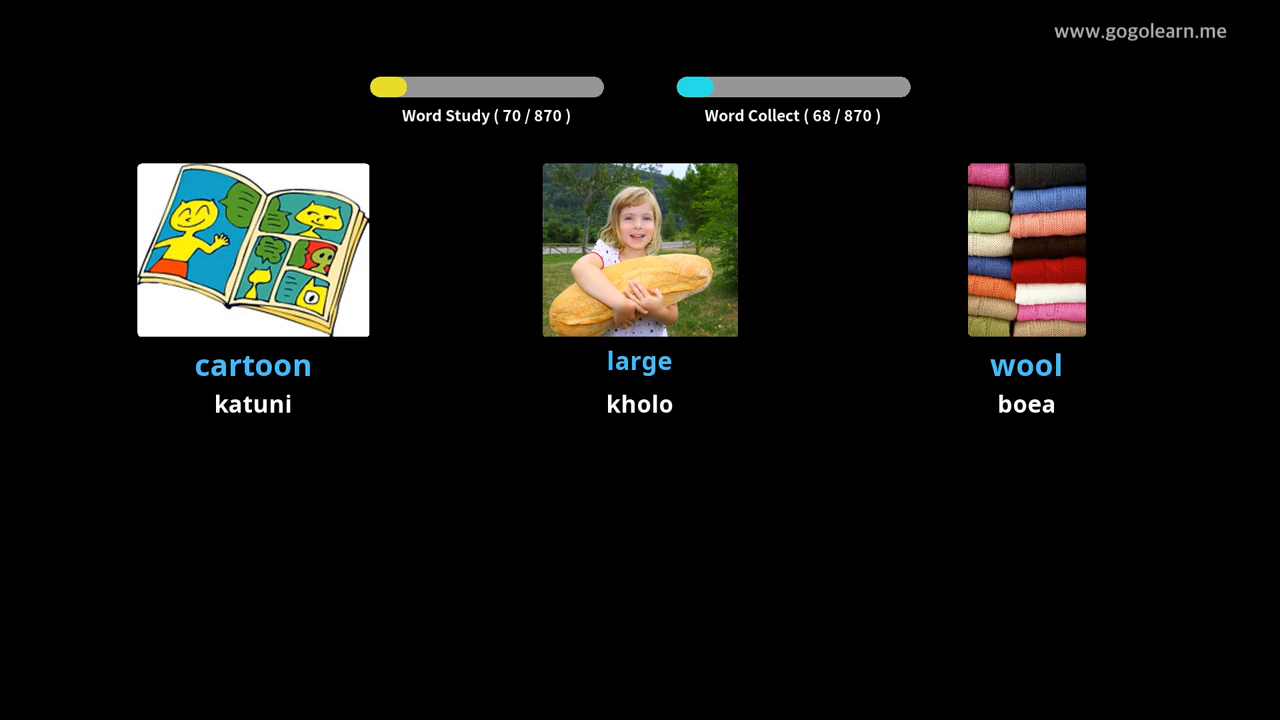 www.gogolearn.me
Word Study ( 70 / 870 )
Word Collect ( 68 / 870 )
cartoon
katuni
large
kholo
wool
boea